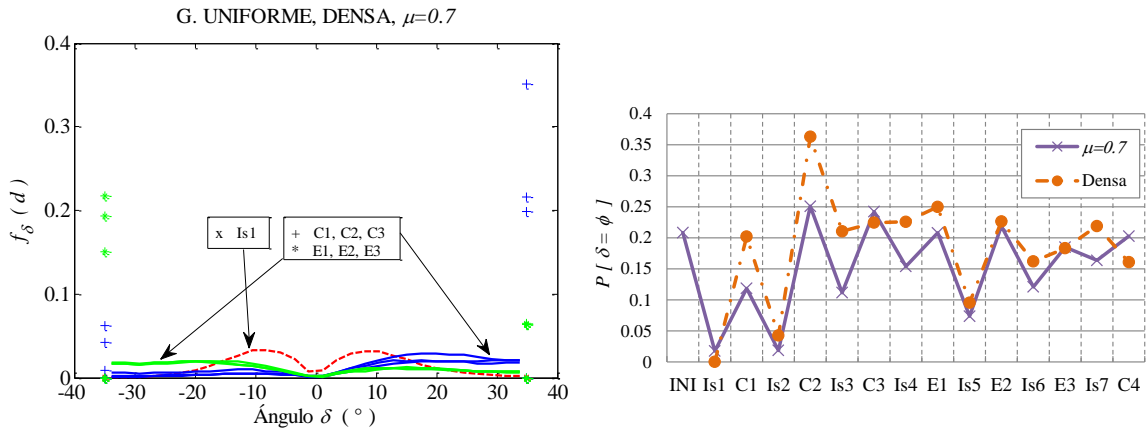 G. UNIFORME, DENSA, μ=0.7
0.4
0.3
0.2
0.1
0
f δ ( d )
x Is1
+ C1, C2, C3
* E1, E2, E3
-40 -30 -20 -10 0 10 20 30 40
Ángulo δ ( ° )
0.4
0.35
0.3
0.25
0.2
0.15
0.1
0.05
0
P [ δ= ϕ ]
μ=0.7
Densa
INI Is1 C1 Is2 C2 Is3 C3 Is4 E1 Is5 E2 Is6 E3 Is7 C4